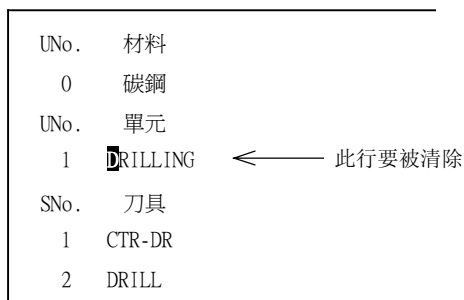 UNo. 材料
0 碳鋼
UNo. 單元
1 DRILLING 此行要被清除
SNo. 刀具
1 CTR-DR
2 DRILL